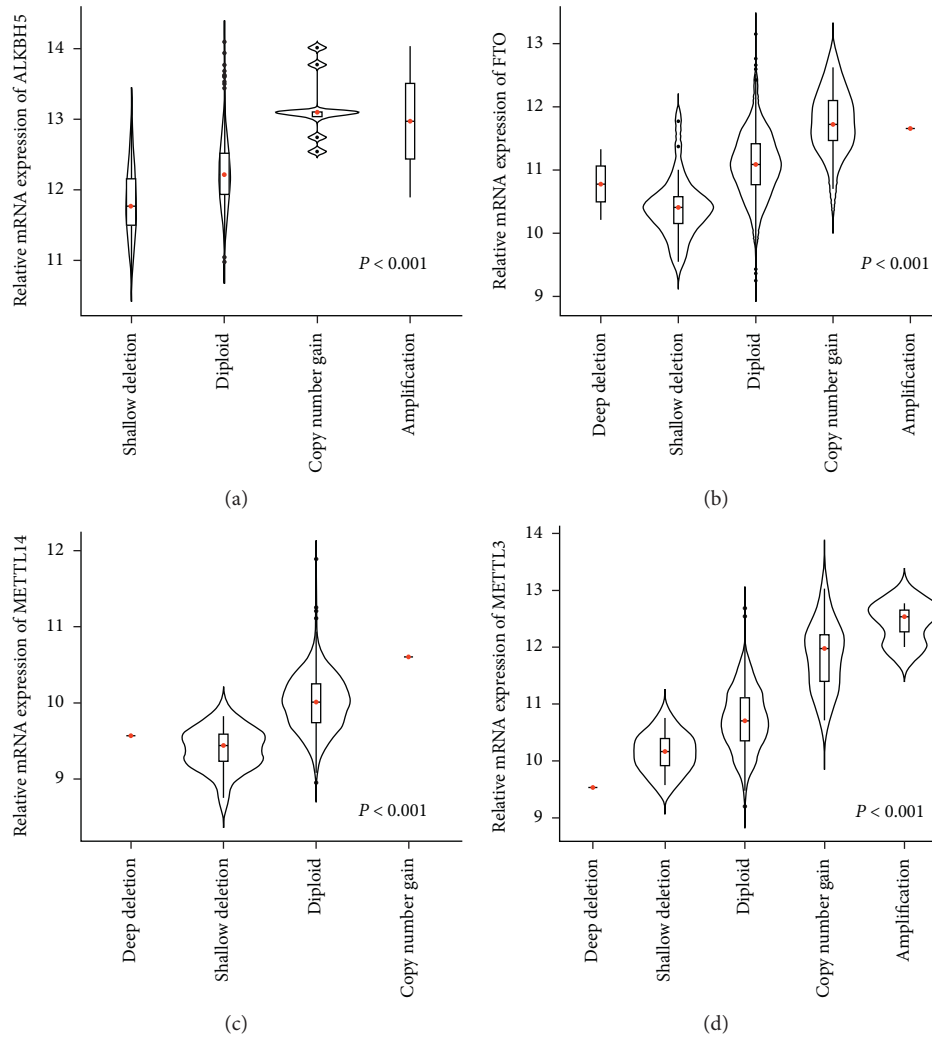 Relative mRNA expression of ALKBH5
14
13
12
11
P < 0.001
Shallow deletion
Diploid
Copy number gain
Amplification
(a)
Relative mRNA expression of FTO
13
12
11
10
9
P < 0.001
Deep deletion
Shallow deletion
Diploid
Copy number gain
Amplification
(b)
Relative mRNA expression of METTL14
12
11
10
9
P < 0.001
Deep deletion
Shallow deletion
Diploid
Copy number gain
(c)
Relative mRNA expression of METTL3
14
13
12
11
10
9
P < 0.001
Deep deletion
Shallow deletion
Diploid
Copy number gain
Amplification
(d)